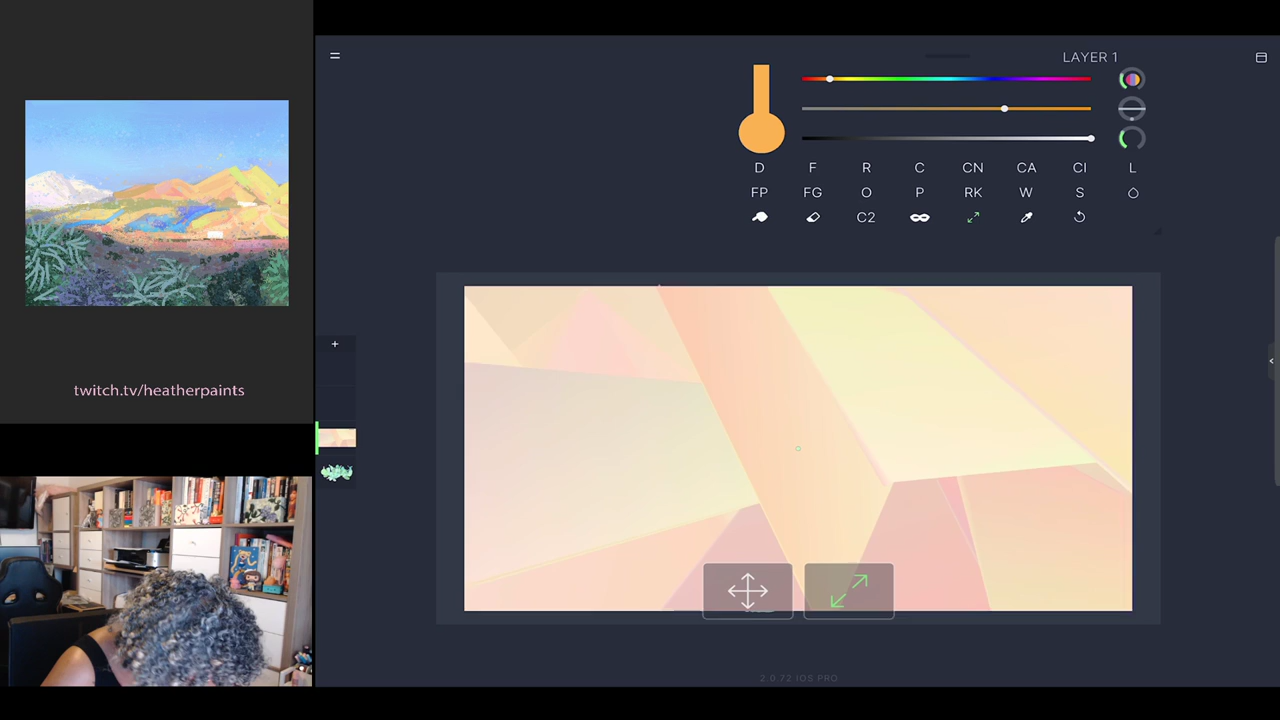 LAYER 1
D F R C CN CA CI L
FP FG O P RK W S
C2
twitch.tv/heatherpaints
2.0.72 iOS PRO